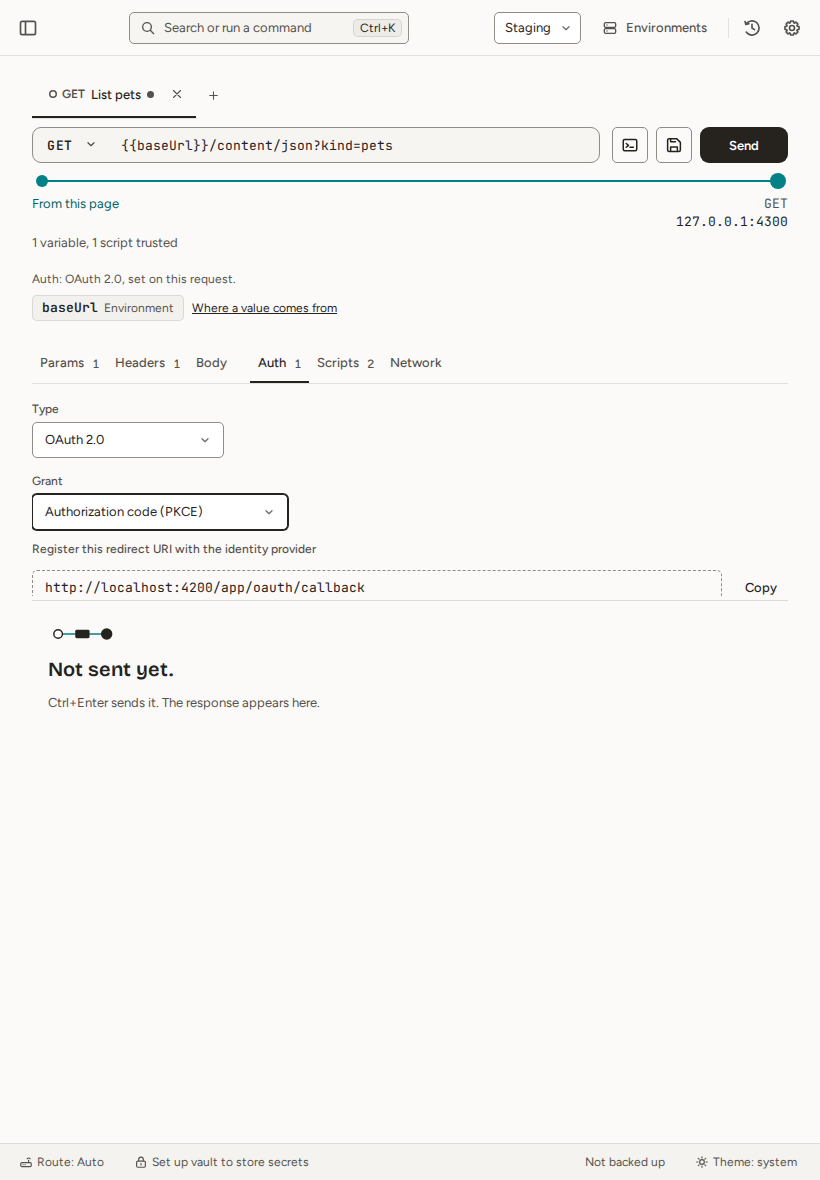 Search or run a command Ctrl+K Staging Environments
GET List pets
GET {{baseUrl}}/content/json?kind=pets Send
From this page GET
127.0.0.1:4300
1 variable, 1 script trusted
Auth: OAuth 2.0, set on this request.
baseUrl Environment Where a value comes from
Params 1 Headers 1 Body Auth 1 Scripts 2 Network
Type
OAuth 2.0
Grant
Authorization code (PKCE)
Register this redirect URI with the identity provider
http://localhost:4200/app/oauth/callback Copy
Not sent yet.
Ctrl+Enter sends it. The response appears here.
Route: Auto Set up vault to store secrets Not backed up Theme: system